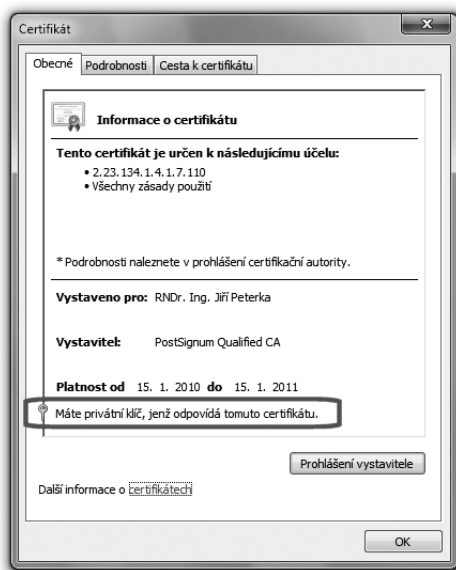 Certifikát
Obecné Podrobnosti Cesta k certifikátu
Informace o certifikátu
Tento certifikát je určen k následujícímu účelu:
• 2.23.134.1.4.1.7.110
• Všechny zásady použití
* Podrobnosti naleznete v prohlášení certifikační autority.
Vystaveno pro: RNDr. Ing. Jiří Peterka
Vystavitel: PostSignum Qualified CA
Platnost od 15. 1. 2010 do 15. 1. 2011
Máte privátní klíč, jenž odpovídá tomuto certifikátu.
Prohlášení vystavitele
Další informace o certifikátech
OK